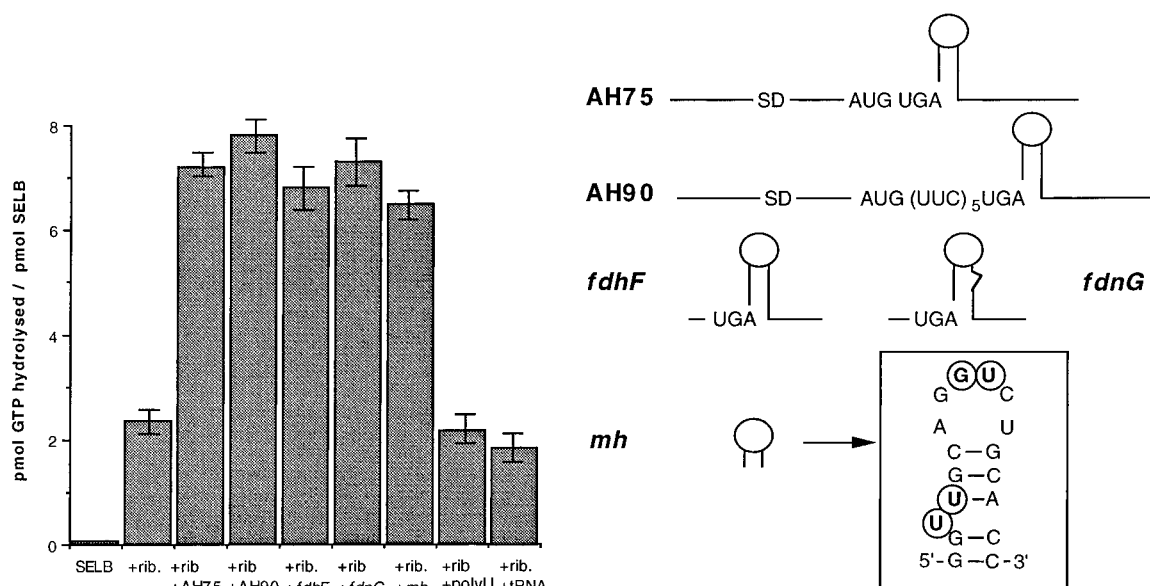 pmol GTP hydrolysed / pmol SELB
8
6
4
2
0
SELB +rib. +rib +rib +rib. +rib. +rib. +rib +rib.
+AH75 +AH90 +fdhF +fdnG +mh +polyU +tRNA
AH75 SD AUG UGA
AH90 SD AUG (UUC)5UGA
fdhF UGA
UGA fdnG
mh
G U
G C
A U
C–G
G–C
U–A
U
G C
5'-G–C-3'